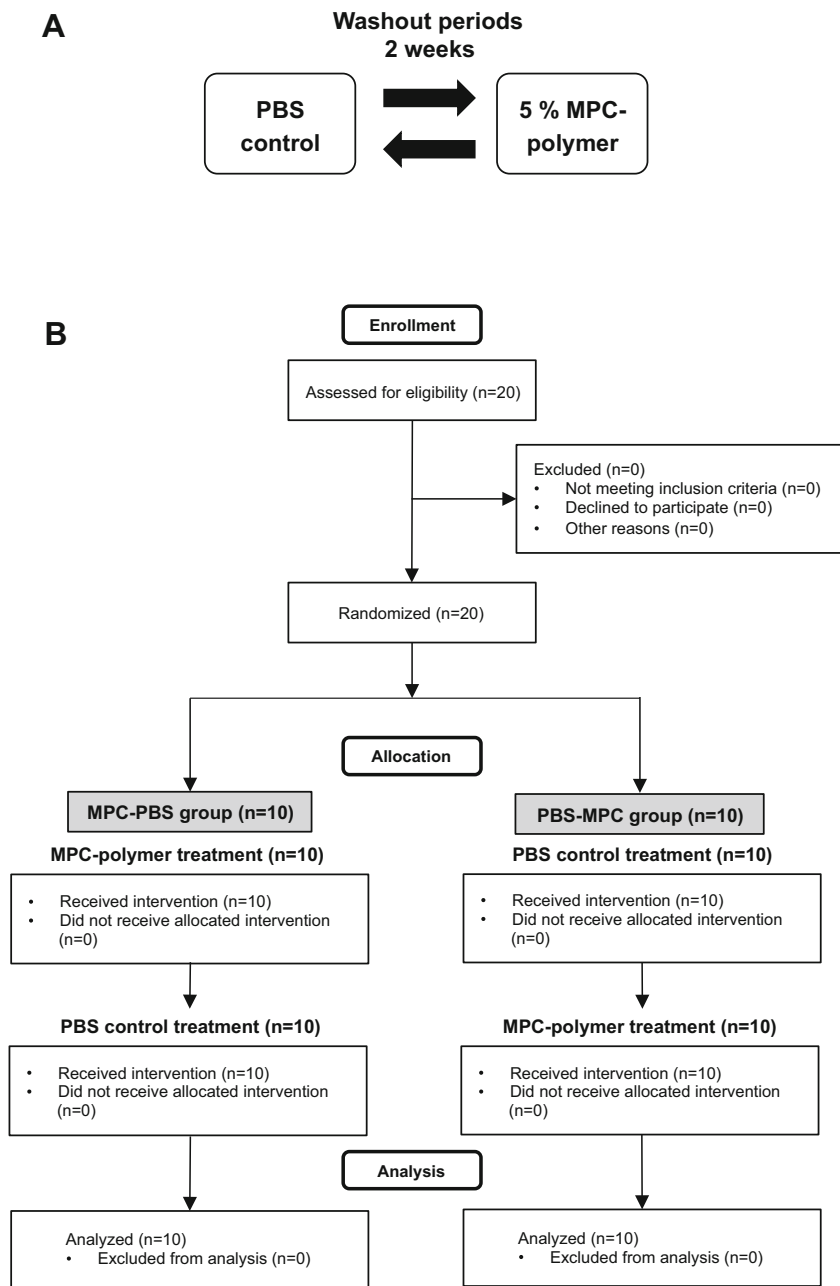 A
Washout periods
2 weeks
PBS
control
5 % MPC-
polymer
B
Enrollment
Assessed for eligibility (n=20)
Excluded (n=0)
• Not meeting inclusion criteria (n=0)
• Declined to participate (n=0)
• Other reasons (n=0)
Randomized (n=20)
Allocation
MPC-PBS group (n=10)
MPC-polymer treatment (n=10)
• Received intervention (n=10)
• Did not receive allocated intervention
(n=0)
PBS control treatment (n=10)
• Received intervention (n=10)
• Did not receive allocated intervention
(n=0)
PBS-MPC group (n=10)
PBS control treatment (n=10)
• Received intervention (n=10)
• Did not receive allocated intervention
(n=0)
MPC-polymer treatment (n=10)
• Received intervention (n=10)
• Did not receive allocated intervention
(n=0)
Analysis
Analyzed (n=10)
• Excluded from analysis (n=0)
Analyzed (n=10)
• Excluded from analysis (n=0)